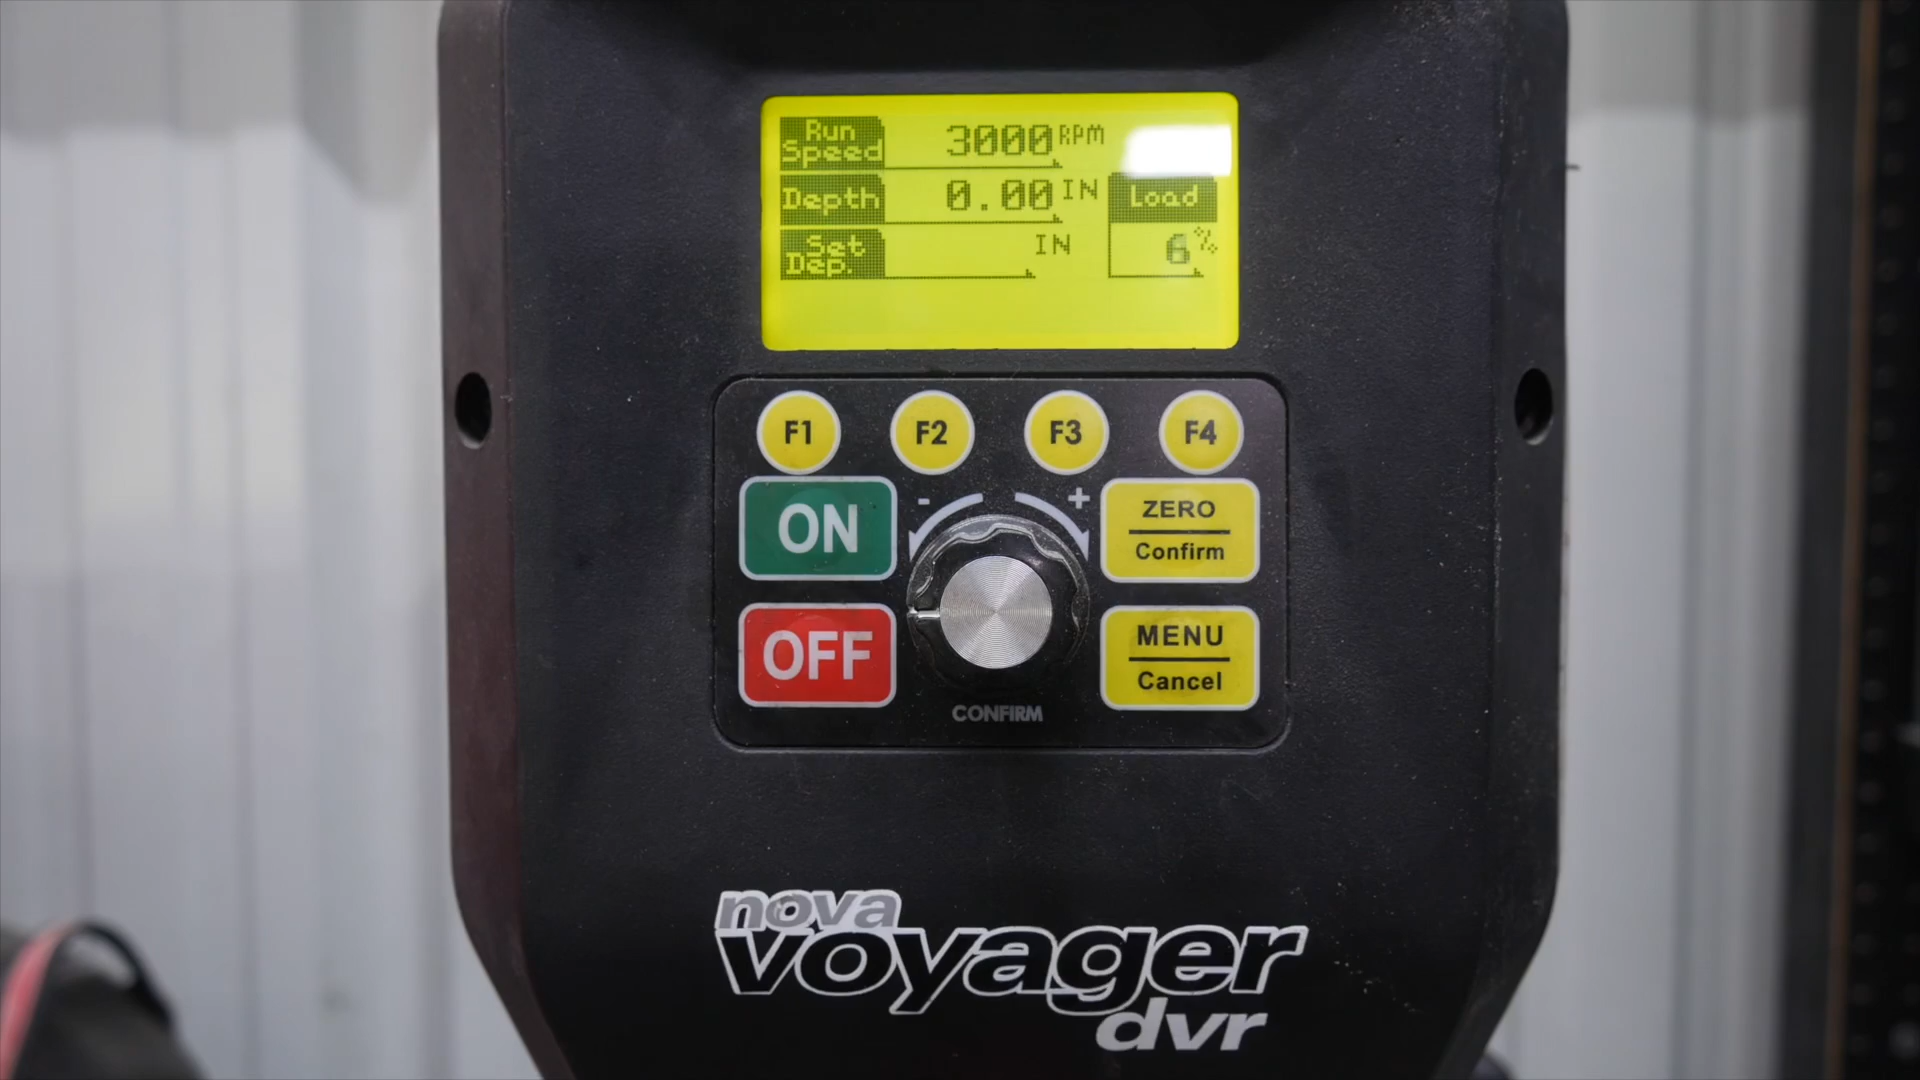 Run Speed 3000 RPM
Depth 0.00 IN
Load
Set Dep. IN
6 %
F1 F2 F3 F4
ON
- +
ZERO
Confirm
OFF
MENU
Cancel
CONFIRM
nova
voyager
dvr